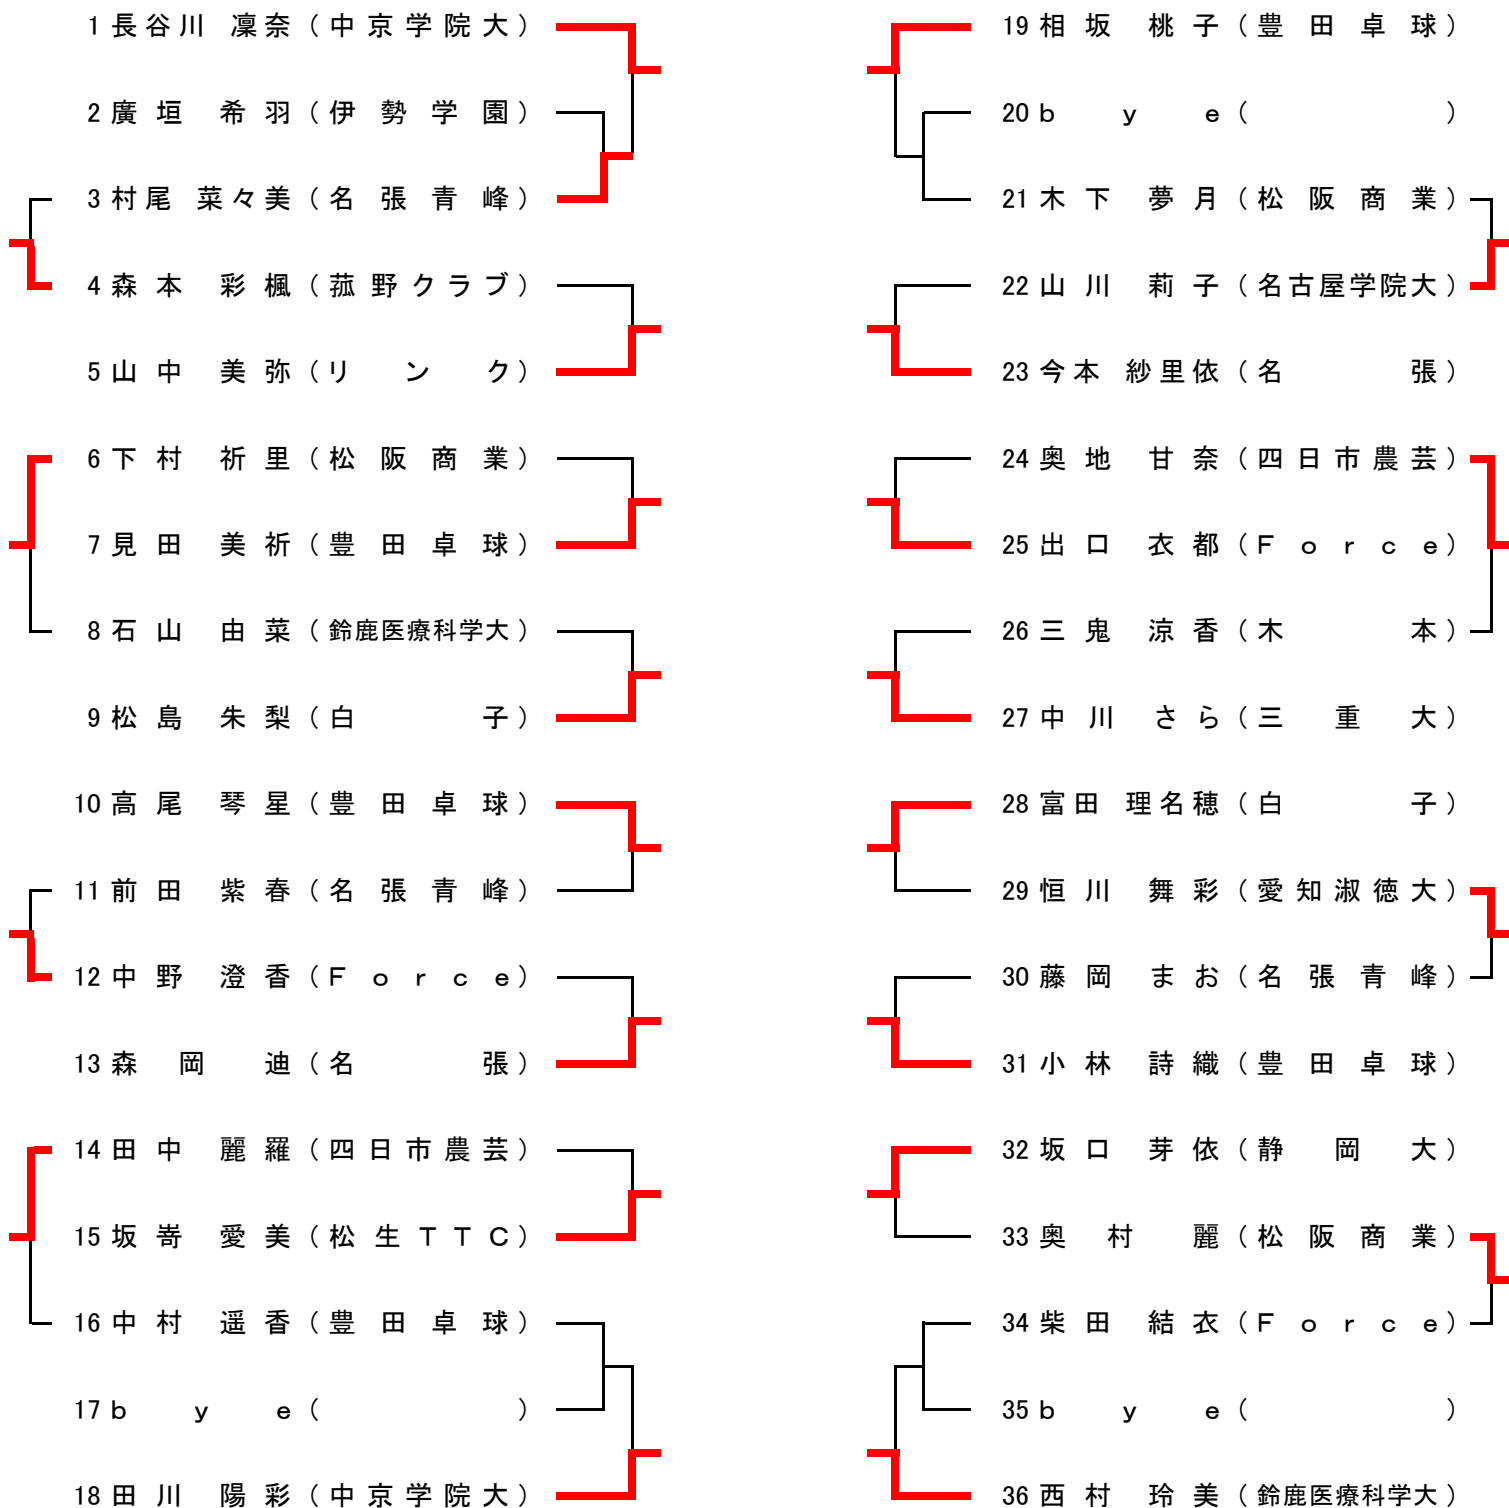 1 長谷川 凜奈 (中京学院大)
2 廣垣 希羽 (伊勢学園)
3 村尾 菜々美 (名張青峰)
4 森本 彩楓 (菰野クラブ)
5 山中 美弥 (リンク)
6 下村 祈里 (松阪商業)
7 見田 美祈 (豊田卓球)
8 石山 由菜 (鈴鹿医療科学大)
9 松島 朱梨 (白子)
10 高尾 琴星 (豊田卓球)
11 前田 紫春 (名張青峰)
12 中野 澄香 (Force)
13 森岡 迪 (名張)
14 田中 麗羅 (四日市農芸)
15 坂嵜 愛美 (松生TTC)
16 中村 遥香 (豊田卓球)
17 bye ( )
18 田川 陽彩 (中京学院大)
19 相坂 桃子 (豊田卓球)
20 bye ( )
21 木下 夢月 (松阪商業)
22 山川 莉子 (名古屋学院大)
23 今本 紗里依 (名張)
24 奥地 甘奈 (四日市農芸)
25 出口 衣都 (Force)
26 三鬼 涼香 (木本)
27 中川 さら (三重大)
28 富田 理名穂 (白子)
29 恒川 舞彩 (愛知淑徳大)
30 藤岡 まお (名張青峰)
31 小林 詩織 (豊田卓球)
32 坂口 芽依 (静岡大)
33 奥村 麗 (松阪商業)
34 柴田 結衣 (Force)
35 bye ( )
36 西村 玲美 (鈴鹿医療科学大)